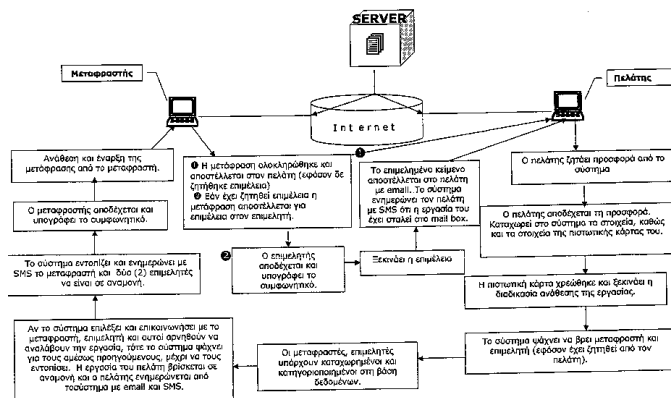 SERVER
Μεταφραστής
Πελάτης
Internet
Ανάθεση και έναρξη της
μετάφρασης από το μεταφραστή.
❶ Η μετάφραση ολοκληρώθηκε και
αποστέλλεται στον πελάτη (εφόσον δε
ζητήθηκε επιμέλεια)
❷ Εάν έχει ζητηθεί επιμέλεια η
μετάφραση αποστέλλεται για
επιμέλεια στον επιμελητή.
❶
Το επιμελημένο κείμενο
αποστέλλεται στο πελάτη
με email. Το σύστημα
ενημερώνει τον πελάτη
με SMS ότι η εργασία του
έχει σταλεί στο mail box.
Ο πελάτης ζητάει προσφορά από το
σύστημα
Ο μεταφραστής αποδέχεται και
υπογράφει το συμφωνητικό.
Ο πελάτης αποδέχεται τη προσφορά.
Καταχωρεί στο σύστημα τα στοιχεία, καθώς
και τα στοιχεία της πιστωτικής κάρτας του.
❷
Ο επιμελητής
αποδέχεται και
υπογράφει το
συμφωνητικό.
Ξεκινάει η επιμέλεια
Το σύστημα εντοπίζει και ενημερώνει με
SMS το μεταφραστή και δύο (2) επιμελητές
να είναι σε αναμονή.
Η πιστωτική κάρτα χρεώθηκε και ξεκινάει η
διαδικασία ανάθεσης της εργασίας.
Αν το σύστημα επιλέξει και επικοινωνήσει με το
μεταφραστή, επιμελητή και αυτοί αρνηθούν να
αναλάβουν την εργασία, τότε το σύστημα ψάχνει
για τους αμέσως προηγούμενους, μέχρι να τους
εντοπίσει. Η εργασία του πελάτη βρίσκεται σε
αναμονή και ο πελάτης ενημερώνεται από
τοσύστημα με email και SMS.
Οι μεταφραστές, επιμελητές
υπάρχουν καταχωρημένοι και
κατηγοριοποιημένοι στη βάση
δεδομένων.
Το σύστημα ψάχνει να βρει μεταφραστή και
επιμελητή (εφόσον έχει ζητηθεί από τον
πελάτη).